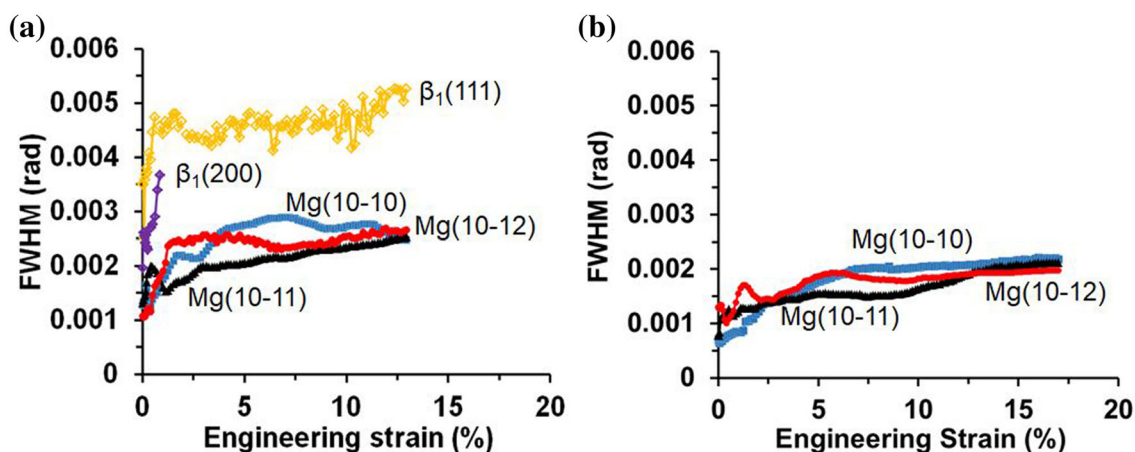 (a)
0.006
0.005
0.004
0.003
0.002
0.001
0
FWHM (rad)
β₁(111)
β₁(200)
Mg(10-10)
Mg(10-12)
Mg(10-11)
0 5 10 15 20
Engineering strain (%)
(b)
0.006
0.005
0.004
0.003
0.002
0.001
0
FWHM (rad)
Mg(10-10)
Mg(10-11)
Mg(10-12)
0 5 10 15 20
Engineering Strain (%)